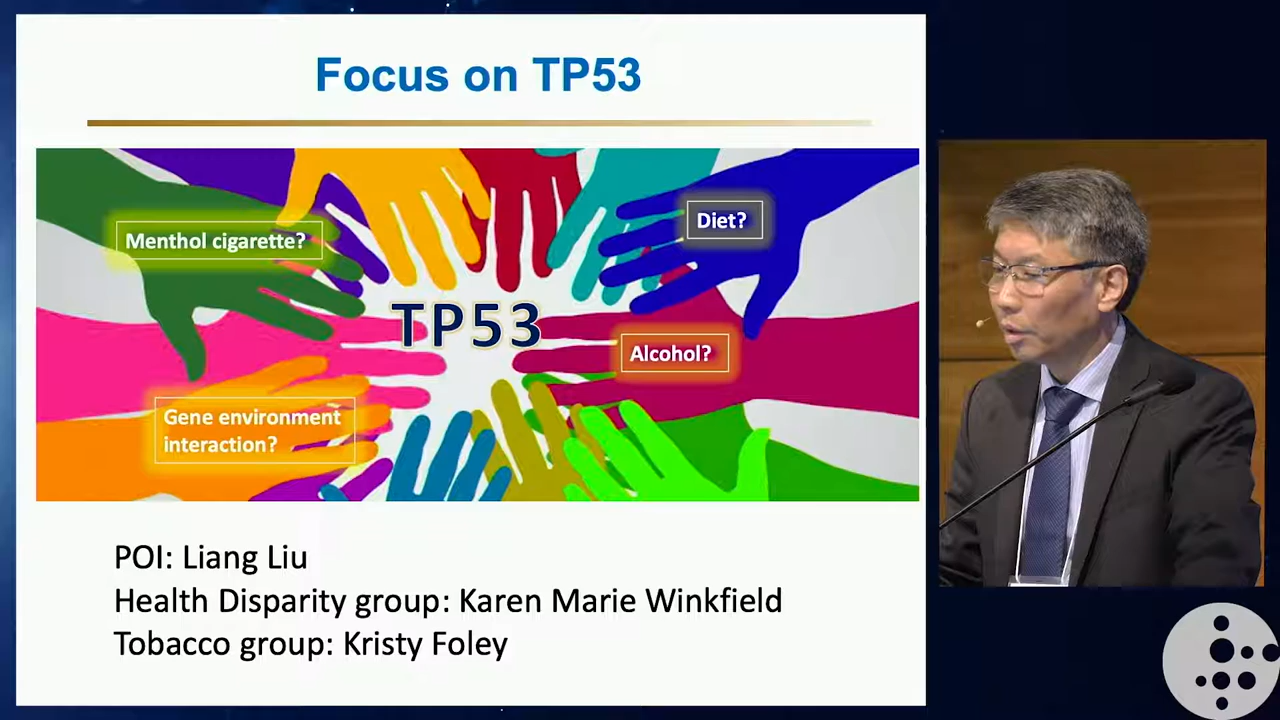 Focus on TP53
Menthol cigarette?
Diet?
TP53
Alcohol?
Gene environment
interaction?
POI: Liang Liu
Health Disparity group: Karen Marie Winkfield
Tobacco group: Kristy Foley